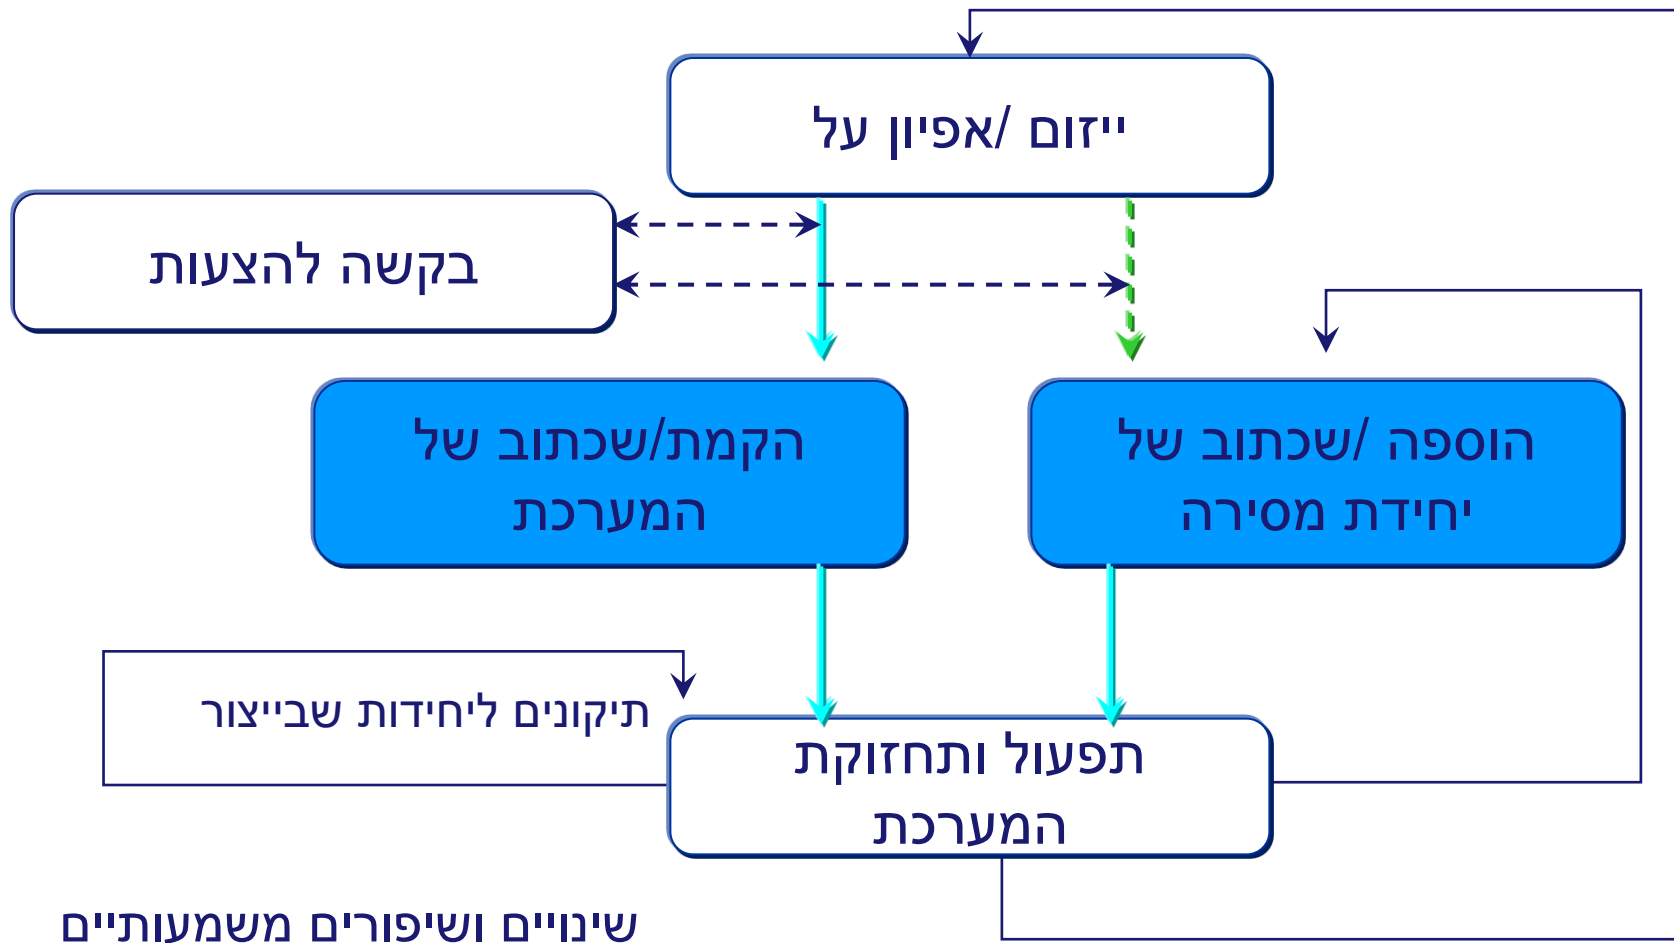 ייזום /אפיון על
בקשה להצעות
הוספה /שכתוב של
יחידת מסירה
הקמת/שכתוב של
המערכת
תיקונים ליחידות שבייצור
תפעול ותחזוקת
המערכת
שינויים ושיפורים משמעותיים